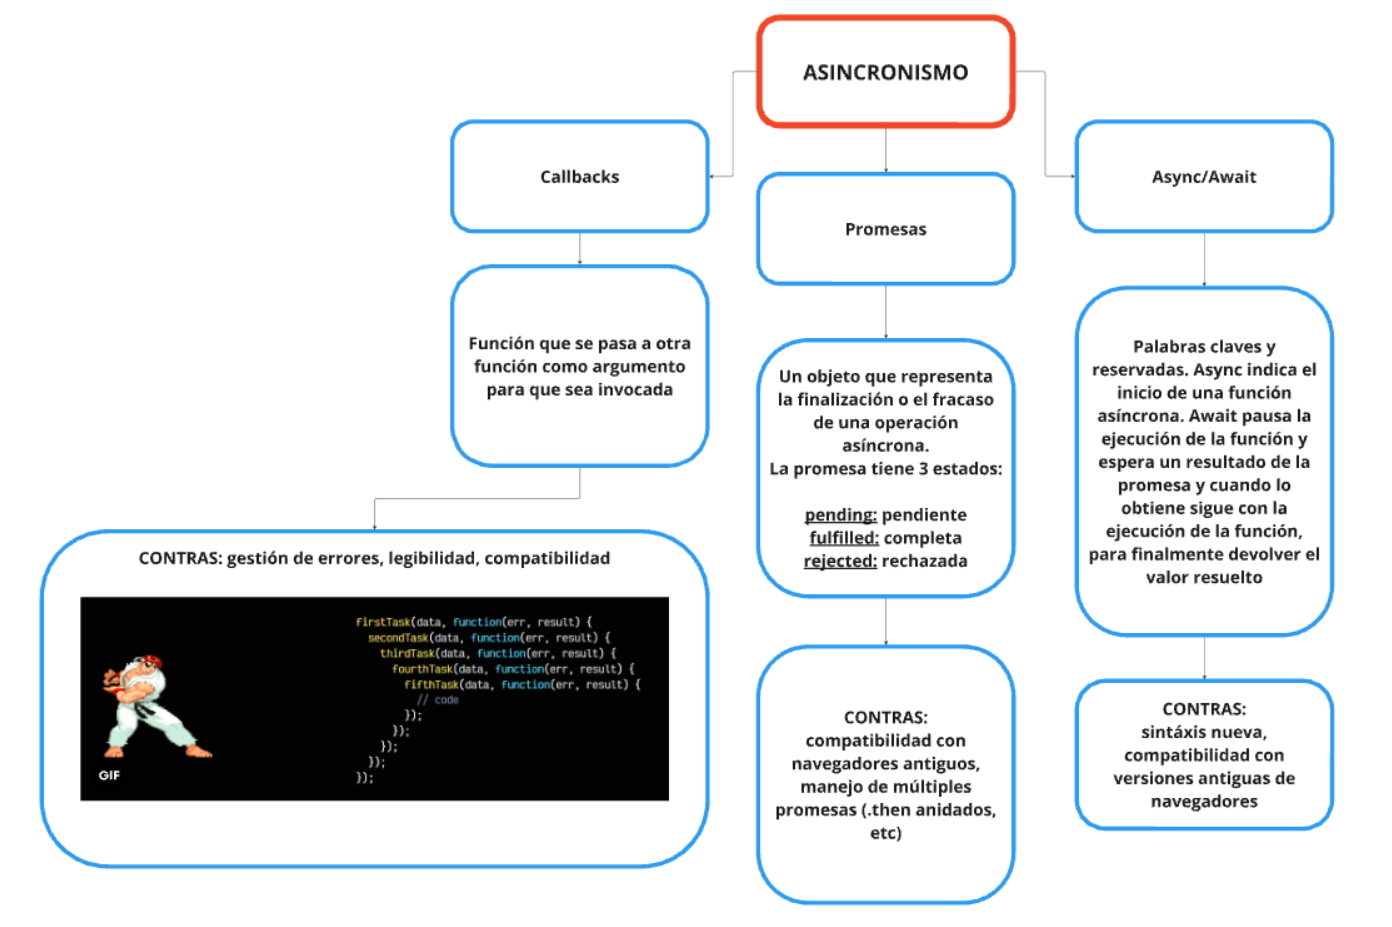 ASINCRONISMO
Callbacks
Función que se pasa a otra
función como argumento
para que sea invocada
CONTRAS: gestión de errores, legibilidad, compatibilidad
firstTask(data, function(err, result) {
secondTask(data, function(err, result) {
thirdTask(data, function(err, result) {
fourthTask(data, function(err, result) {
fifthTask(data, function(err, result) {
// code
});
});
});
});
});
GIF
Promesas
Un objeto que representa
la finalización o el fracaso
de una operación
asíncrona.
La promesa tiene 3 estados:
pending: pendiente
fulfilled: completa
rejected: rechazada
CONTRAS:
compatibilidad con
navegadores antiguos,
manejo de múltiples
promesas (.then anidados,
etc)
Async/Await
Palabras claves y
reservadas. Async indica el
inicio de una función
asíncrona. Await pausa la
ejecución de la función y
espera un resultado de la
promesa y cuando lo
obtiene sigue con la
ejecución de la función,
para finalmente devolver el
valor resuelto
CONTRAS:
sintáxis nueva,
compatibilidad con
versiones antiguas de
navegadores